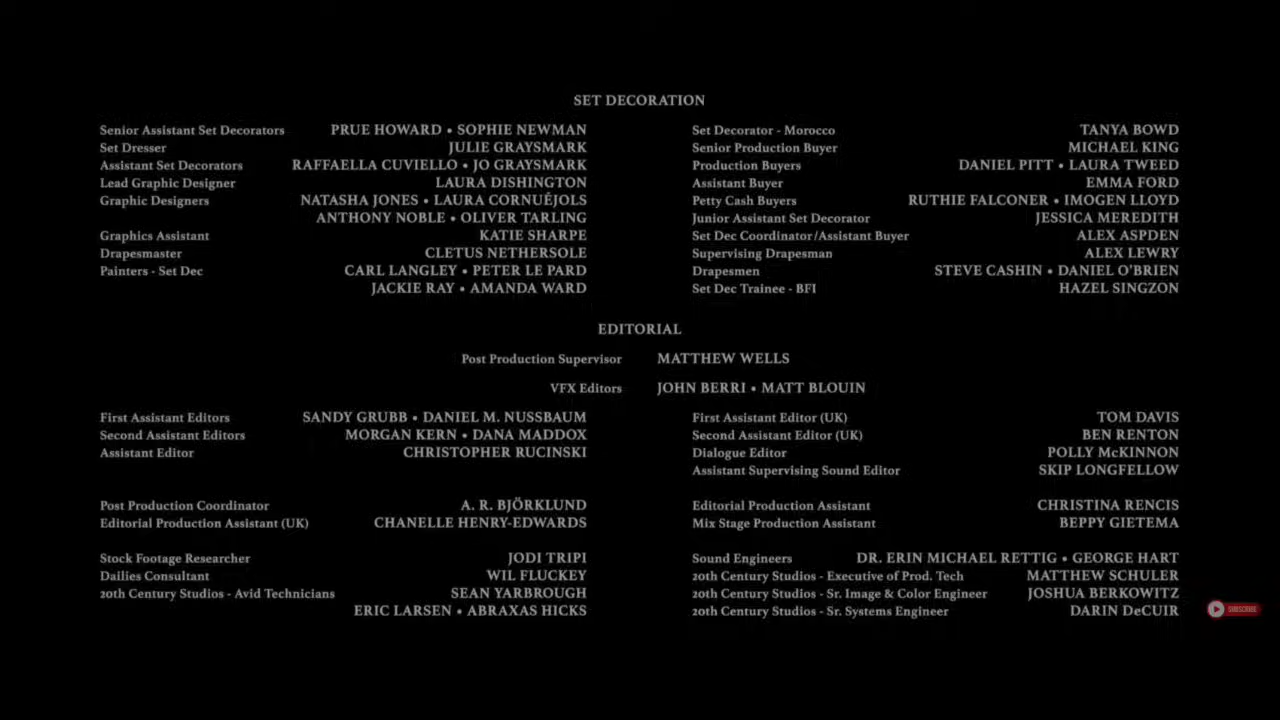 SET DECORATION
Senior Assistant Set Decorators PRUE HOWARD • SOPHIE NEWMAN
Set Dresser JULIE GRAYSMARK
Assistant Set Decorators RAFFAELLA CUVIELLO • JO GRAYSMARK
Lead Graphic Designer LAURA DISHINGTON
Graphic Designers NATASHA JONES • LAURA CORNUÉJOLS
ANTHONY NOBLE • OLIVER TARLING
Graphics Assistant KATIE SHARPE
Drapesmaster CLETUS NETHERSOLE
Painters - Set Dec CARL LANGLEY • PETER LE PARD
JACKIE RAY • AMANDA WARD
Set Decorator - Morocco TANYA BOWD
Senior Production Buyer MICHAEL KING
Production Buyers DANIEL PITT • LAURA TWEED
Assistant Buyer EMMA FORD
Petty Cash Buyers RUTHIE FALCONER • IMOGEN LLOYD
Junior Assistant Set Decorator JESSICA MEREDITH
Set Dec Coordinator/Assistant Buyer ALEX ASPDEN
Supervising Drapesman ALEX LEWRY
Drapesmen STEVE CASHIN • DANIEL O'BRIEN
Set Dec Trainee - BFI HAZEL SINGZON
EDITORIAL
Post Production Supervisor MATTHEW WELLS
VFX Editors JOHN BERRI • MATT BLOUIN
First Assistant Editors SANDY GRUBB • DANIEL M. NUSSBAUM
Second Assistant Editors MORGAN KERN • DANA MADDOX
Assistant Editor CHRISTOPHER RUCINSKI
First Assistant Editor (UK) TOM DAVIS
Second Assistant Editor (UK) BEN RENTON
Dialogue Editor POLLY McKINNON
Assistant Supervising Sound Editor SKIP LONGFELLOW
Post Production Coordinator A. R. BJÖRKLUND
Editorial Production Assistant (UK) CHANELLE HENRY-EDWARDS
Editorial Production Assistant CHRISTINA RENCIS
Mix Stage Production Assistant BEPPY GIETEMA
Stock Footage Researcher JODI TRIPI
Dailies Consultant WIL FLUCKEY
20th Century Studios - Avid Technicians SEAN YARBROUGH
ERIC LARSEN • ABRAXAS HICKS
Sound Engineers DR. ERIN MICHAEL RETTIG • GEORGE HART
20th Century Studios - Executive of Prod. Tech MATTHEW SCHULER
20th Century Studios - Sr. Image & Color Engineer JOSHUA BERKOWITZ
20th Century Studios - Sr. Systems Engineer DARIN DeCUIR
SUBSCRIBE